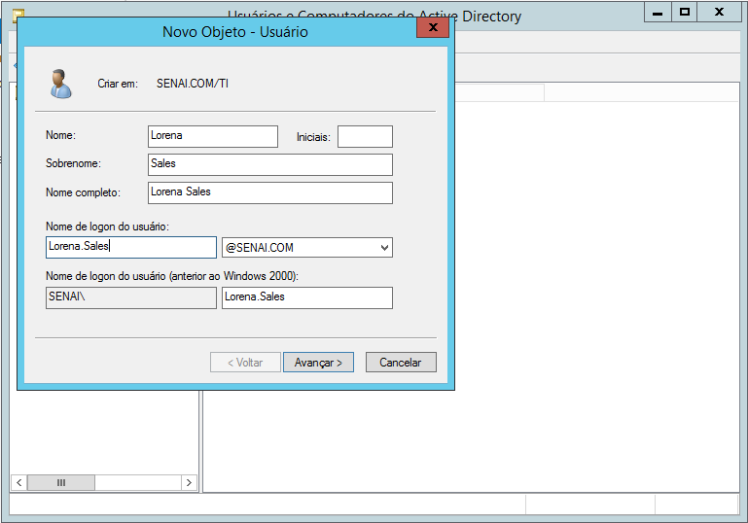 Usuários e Computadores do Active Directory
Novo Objeto - Usuário
Criar em: SENAI.COM/TI
Nome: Lorena Iniciais:
Sobrenome: Sales
Nome completo: Lorena Sales
Nome de logon do usuário:
Lorena.Sales @SENAI.COM
Nome de logon do usuário (anterior ao Windows 2000):
SENAI\ Lorena.Sales
< Voltar Avançar > Cancelar